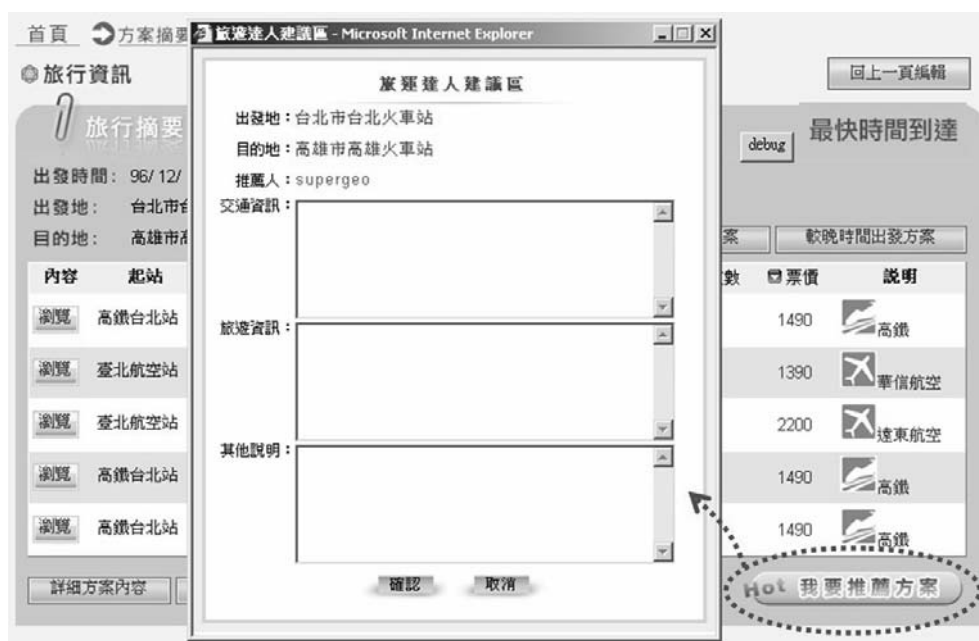 首頁 方案摘要
旅遊達人建議區 - Microsoft Internet Explorer
旅行資訊
回上一頁編輯
旅運達人建議區
旅行摘要
出發地：台北市台北火車站
目的地：高雄市高雄火車站
推薦人：supergeo
debug
最快時間到達
出發時間： 96/12/
出發地： 台北市台
目的地： 高雄市高
交通資訊：
案
較晚時間出發方案
內容 起站
數 票價 說明
瀏覽 高鐵台北站
1490 高鐵
旅遊資訊：
瀏覽 臺北航空站
1390 華信航空
瀏覽 臺北航空站
2200 遠東航空
其他說明：
瀏覽 高鐵台北站
1490 高鐵
瀏覽 高鐵台北站
1490 高鐵
詳細方案內容
確認 取消
Hot 我要推薦方案